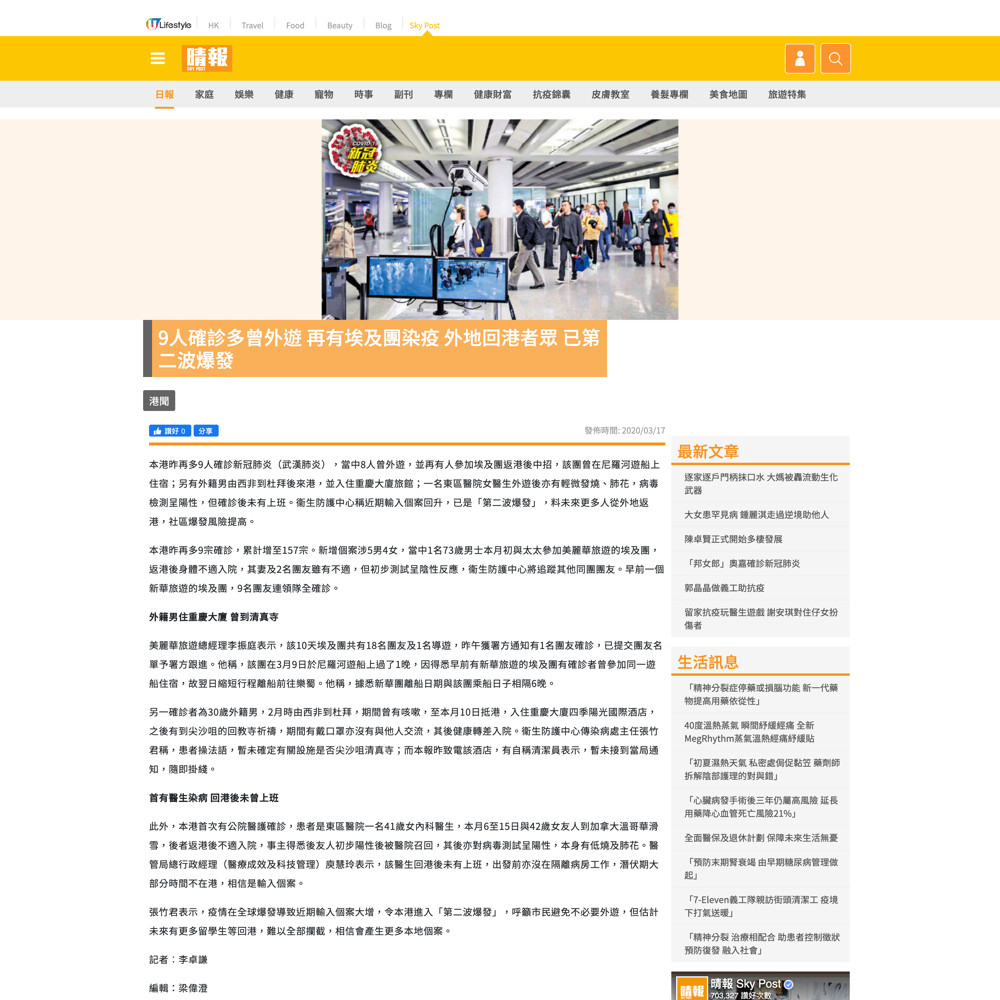 U Lifestyle
HK
Travel
Food
Beauty
Blog
Sky Post
晴報
SKY POST
日報
家庭
娛樂
健康
寵物
時事
副刊
專欄
健康財富
抗疫錦囊
皮膚教室
養髮專欄
美食地圖
旅遊特集
COVID-19
新冠
肺炎
9人確診多曾外遊 再有埃及團染疫 外地回港者眾 已第
二波爆發
港聞
讚好 0
分享
發佈時間: 2020/03/17
本港昨再多9人確診新冠肺炎（武漢肺炎），當中8人曾外遊，並再有人參加埃及團返港後中招，該團曾在尼羅河遊船上
住宿；另有外籍男由西非到杜拜後來港，並入住重慶大廈旅館；一名東區醫院女醫生外遊後亦有輕微發燒、肺花，病毒
檢測呈陽性，但確診後未有上班。衞生防護中心稱近期輸入個案回升，已是「第二波爆發」，料未來更多人從外地返
港，社區爆發風險提高。
本港昨再多9宗確診，累計增至157宗。新增個案涉5男4女，當中1名73歲男士本月初與太太參加美麗華旅遊的埃及團，
返港後身體不適入院，其妻及2名團友雖有不適，但初步測試呈陰性反應，衞生防護中心將追蹤其他同團團友。早前一個
新華旅遊的埃及團，9名團友連領隊全確診。
外籍男住重慶大廈 曾到清真寺
美麗華旅遊總經理李振庭表示，該10天埃及團共有18名團友及1名導遊，昨午獲署方通知有1名團友確診，已提交團友名
單予署方跟進。他稱，該團在3月9日於尼羅河遊船上過了1晚，因得悉早前有新華旅遊的埃及團有確診者曾參加同一遊
船住宿，故翌日縮短行程離船前往樂蜀。他稱，據悉新華團離船日期與該團乘船日子相隔6晚。
另一確診者為30歲外籍男，2月時由西非到杜拜，期間曾有咳嗽，至本月10日抵港，入住重慶大廈四季陽光國際酒店，
之後有到尖沙咀的回教寺祈禱，期間有戴口罩亦沒有與他人交流，其後健康轉差入院。衞生防護中心傳染病處主任張竹
君稱，患者操法語，暫未確定有關設施是否尖沙咀清真寺；而本報昨致電該酒店，有自稱清潔員表示，暫未接到當局通
知，隨即掛綫。
首有醫生染病 回港後未曾上班
此外，本港首次有公院醫護確診，患者是東區醫院一名41歲女內科醫生，本月6至15日與42歲女友人到加拿大溫哥華滑
雪，後者返港後不適入院，事主得悉後友人初步陽性後被醫院召回，其後亦對病毒測試呈陽性，本身有低燒及肺花。醫
管局總行政經理（醫療成效及科技管理）庾慧玲表示，該醫生回港後未有上班，出發前亦沒在隔離病房工作，潛伏期大
部分時間不在港，相信是輸入個案。
張竹君表示，疫情在全球爆發導致近期輸入個案大增，令本港進入「第二波爆發」，呼籲市民避免不必要外遊，但估計
未來有更多留學生等回港，難以全部攔截，相信會產生更多本地個案。
記者：李卓謙
編輯：梁偉澄
最新文章
逐家逐戶門柄抹口水 大媽被轟流動生化
武器
大女患罕見病 鍾麗淇走過逆境助他人
陳卓賢正式開始多棲發展
「邦女郎」奧嘉確診新冠肺炎
郭晶晶做義工助抗疫
留家抗疫玩醫生遊戲 謝安琪對住仔女扮
傷者
生活訊息
「精神分裂症停藥或損腦功能 新一代藥
物提高用藥依從性」
40度溫熱蒸氣 瞬間紓緩經痛 全新
MegRhythm蒸氣溫熱經痛紓緩貼
「初夏濕熱天氣 私密處侷促黏笠 藥劑師
拆解陰部護理的對與錯」
「心臟病發手術後三年仍屬高風險 延長
用藥降心血管死亡風險21%」
全面醫保及退休計劃 保障未來生活無憂
「預防末期腎衰竭 由早期糖尿病管理做
起」
「7-Eleven義工隊親訪街頭清潔工 疫境
下打氣送暖」
「精神分裂 治療相配合 助患者控制徵狀
預防復發 融入社會」
晴報
晴報 Sky Post
703,327 讚好次數